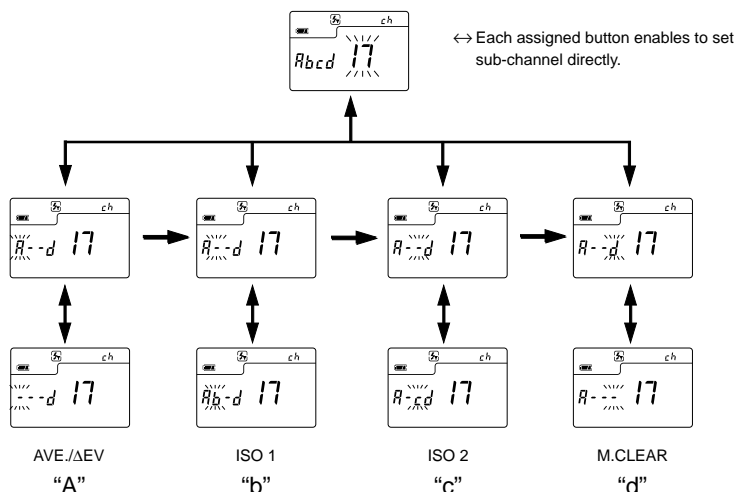 ch
Abcd 17
↔ Each assigned button enables to set
sub-channel directly.
ch
A--d 17
ch
A--d 17
ch
A--d 17
ch
A--d 17
ch
---d 17
ch
Ab-d 17
ch
A-cd 17
ch
A--- 17
AVE./ΔEV
ISO 1
ISO 2
M.CLEAR
“A”
“b”
“c”
“d”